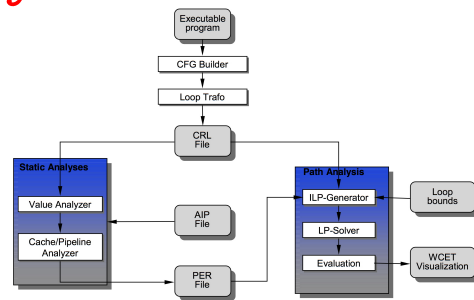 Executable
program
CFG Builder
Loop Trafo
CRL
File
Static Analyses
Path Analysis
Value Analyzer
ILP-Generator
Loop
bounds
AIP
File
LP-Solver
Cache/Pipeline
Analyzer
Evaluation
WCET
Visualization
PER
File